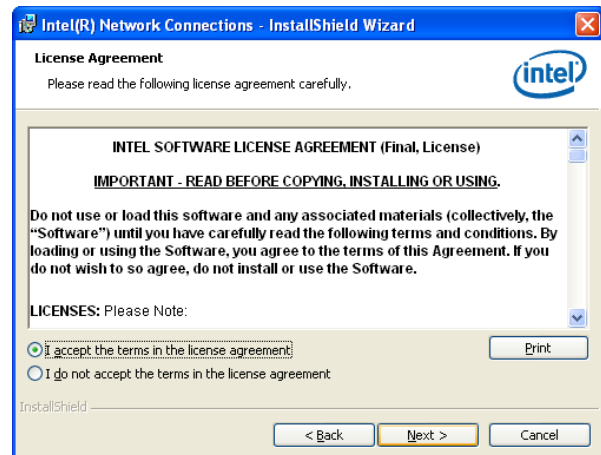 Intel(R) Network Connections - InstallShield Wizard
License Agreement
Please read the following license agreement carefully.
intel
INTEL SOFTWARE LICENSE AGREEMENT (Final, License)
IMPORTANT - READ BEFORE COPYING, INSTALLING OR USING.
Do not use or load this software and any associated materials (collectively, the
“Software”) until you have carefully read the following terms and conditions. By
loading or using the Software, you agree to the terms of this Agreement. If you
do not wish to so agree, do not install or use the Software.
LICENSES: Please Note:
I accept the terms in the license agreement
Print
I do not accept the terms in the license agreement
InstallShield
< Back
Next >
Cancel